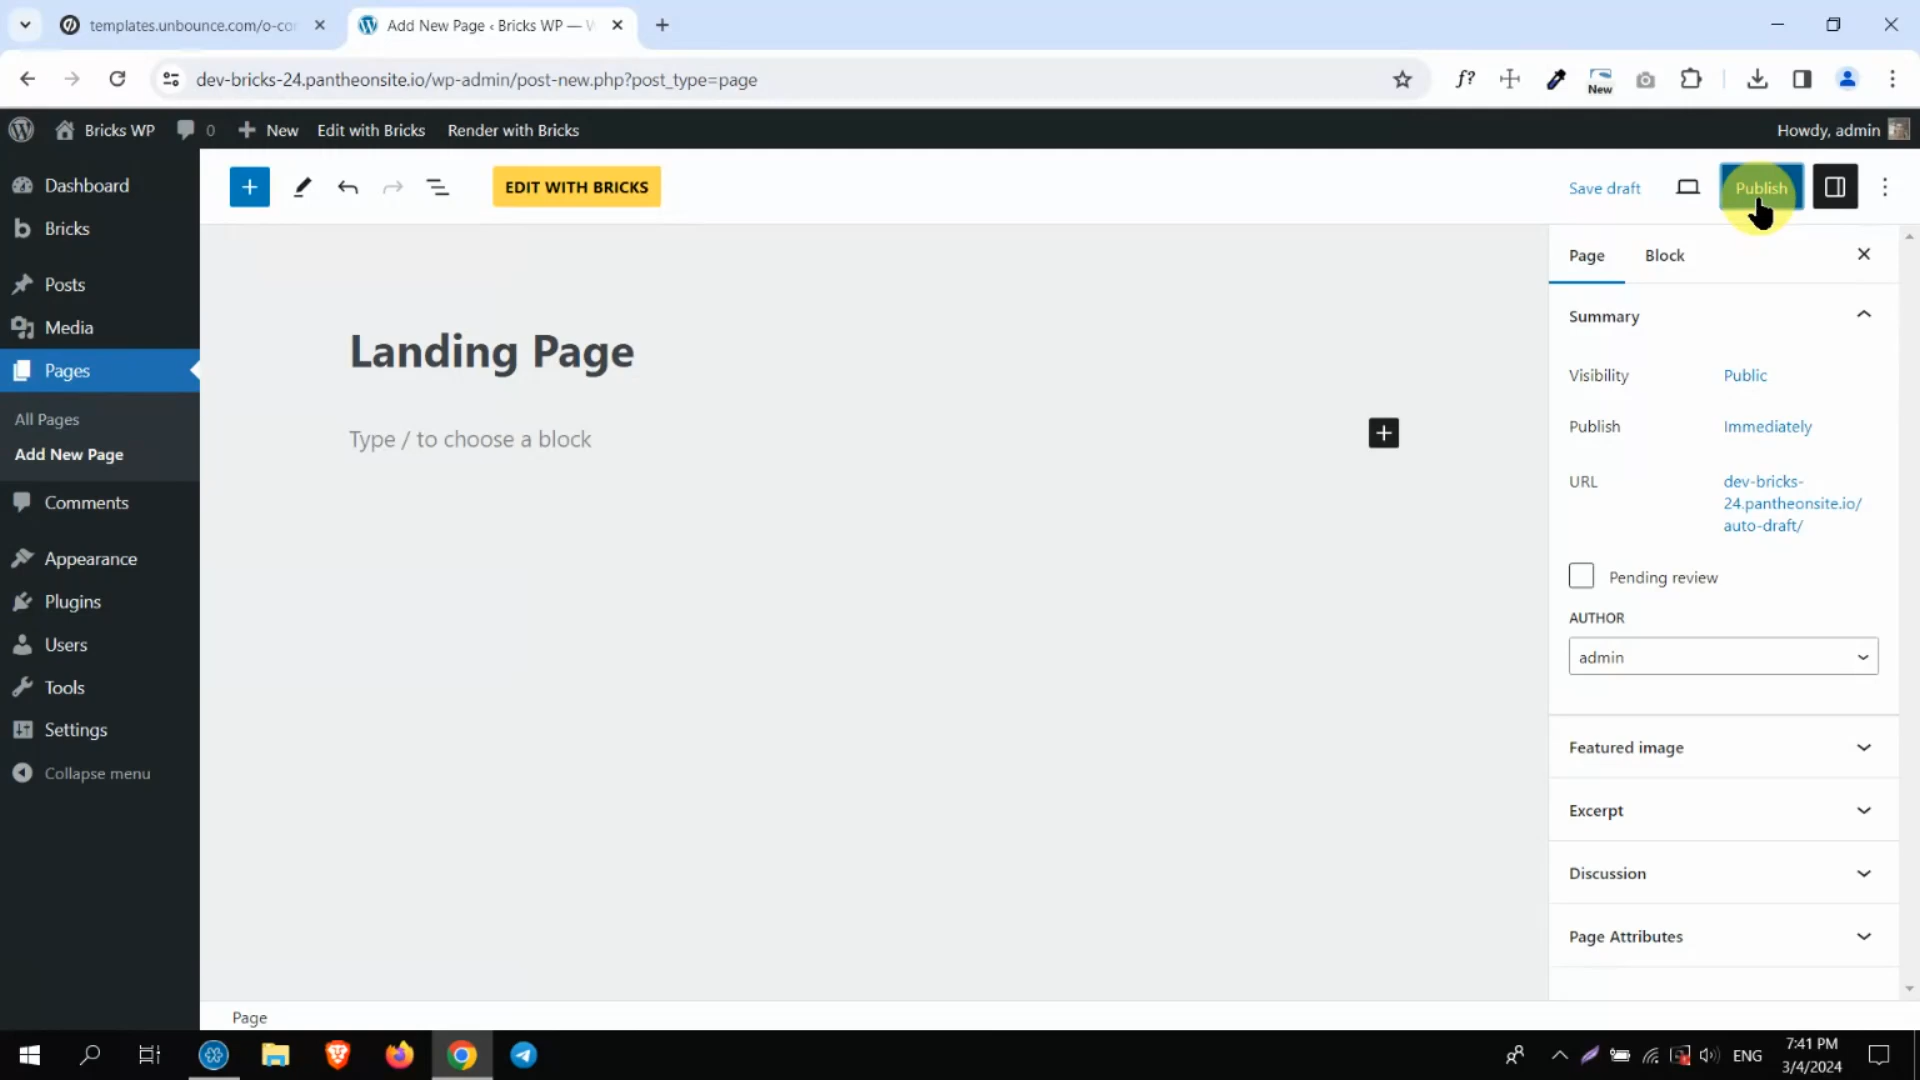 templates.unbounce.com/o-co
Add New Page ‹ Bricks WP —
dev-bricks-24.pantheonsite.io/wp-admin/post-new.php?post_type=page
f?
New
Bricks WP
0
New
Edit with Bricks
Render with Bricks
Howdy, admin
Dashboard
Bricks
Posts
Media
Pages
All Pages
Add New Page
Comments
Appearance
Plugins
Users
Tools
Settings
Collapse menu
EDIT WITH BRICKS
Save draft
Publish
Landing Page
Type / to choose a block
Page
Block
Summary
Visibility
Public
Publish
Immediately
URL
dev-bricks-
24.pantheonsite.io/
auto-draft/
Pending review
AUTHOR
admin
Featured image
Excerpt
Discussion
Page Attributes
Page
ENG
7:41 PM
3/4/2024